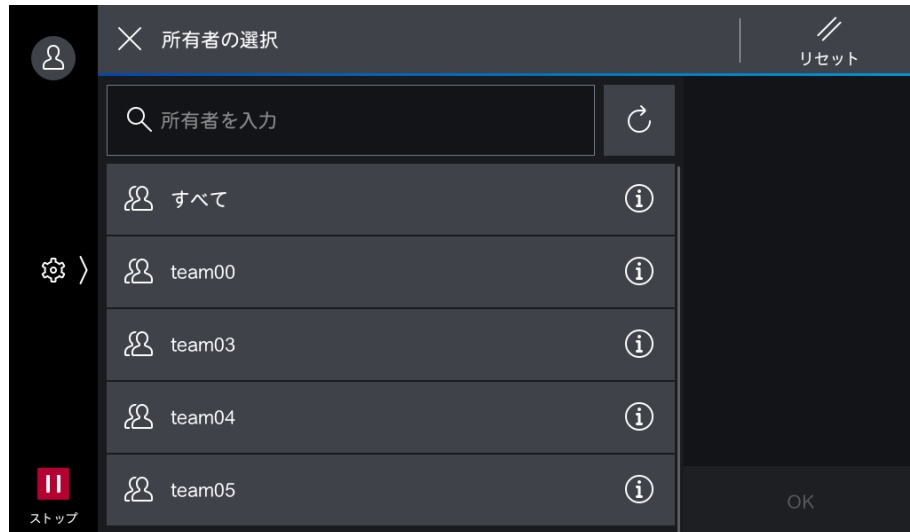 所有者の選択
リセット
所有者を入力
すべて
team00
team03
team04
team05
ストップ
OK